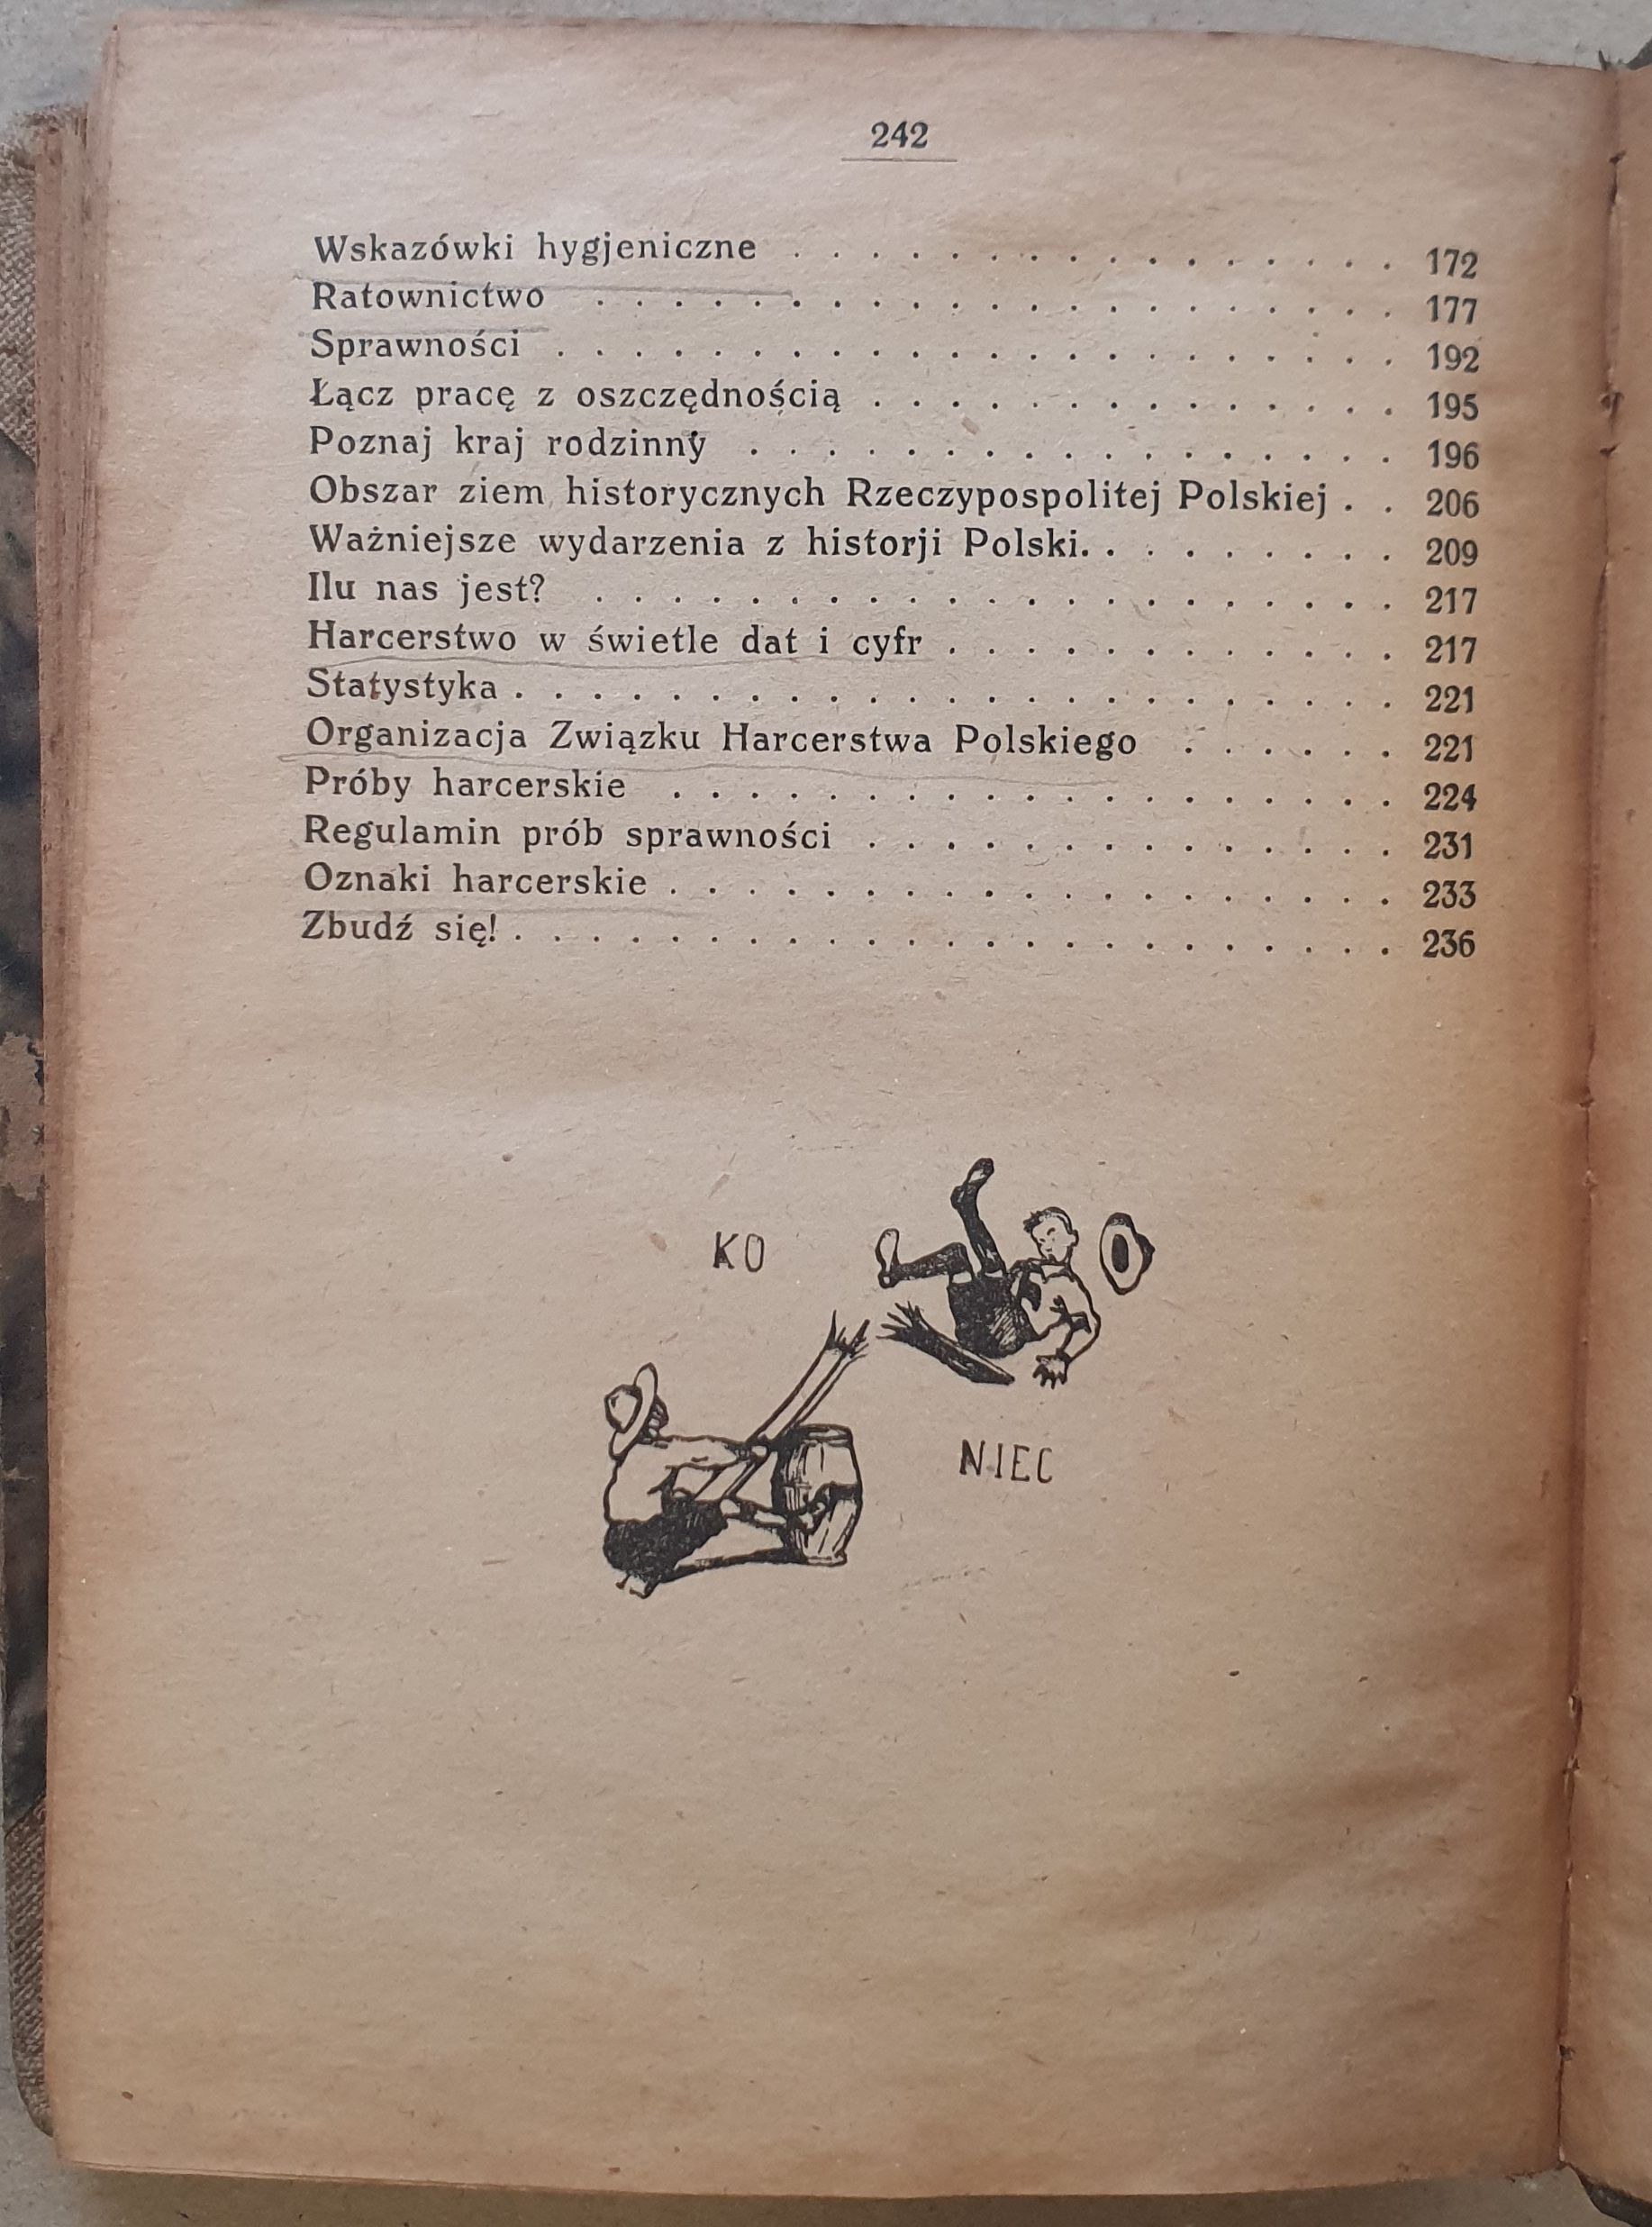 242
Wskazówki hygjeniczne . . . . . . . . . . . . . . . . 172
Ratownictwo . . . . . . . . . . . . . . . . . . . . . 177
Sprawności . . . . . . . . . . . . . . . . . . . . . . 192
Łącz pracę z oszczędnością . . . . . . . . . . . . . . 195
Poznaj kraj rodzinny . . . . . . . . . . . . . . . . . 196
Obszar ziem historycznych Rzeczypospolitej Polskiej . . 206
Ważniejsze wydarzenia z historji Polski. . . . . . . . . 209
Ilu nas jest? . . . . . . . . . . . . . . . . . . . . . 217
Harcerstwo w świetle dat i cyfr . . . . . . . . . . . . 217
Statystyka . . . . . . . . . . . . . . . . . . . . . . . 221
Organizacja Związku Harcerstwa Polskiego . . . . . . 221
Próby harcerskie . . . . . . . . . . . . . . . . . . . 224
Regulamin prób sprawności . . . . . . . . . . . . . . 231
Oznaki harcerskie . . . . . . . . . . . . . . . . . . . 233
Zbudź się! . . . . . . . . . . . . . . . . . . . . . . . 236
KO
NIEC